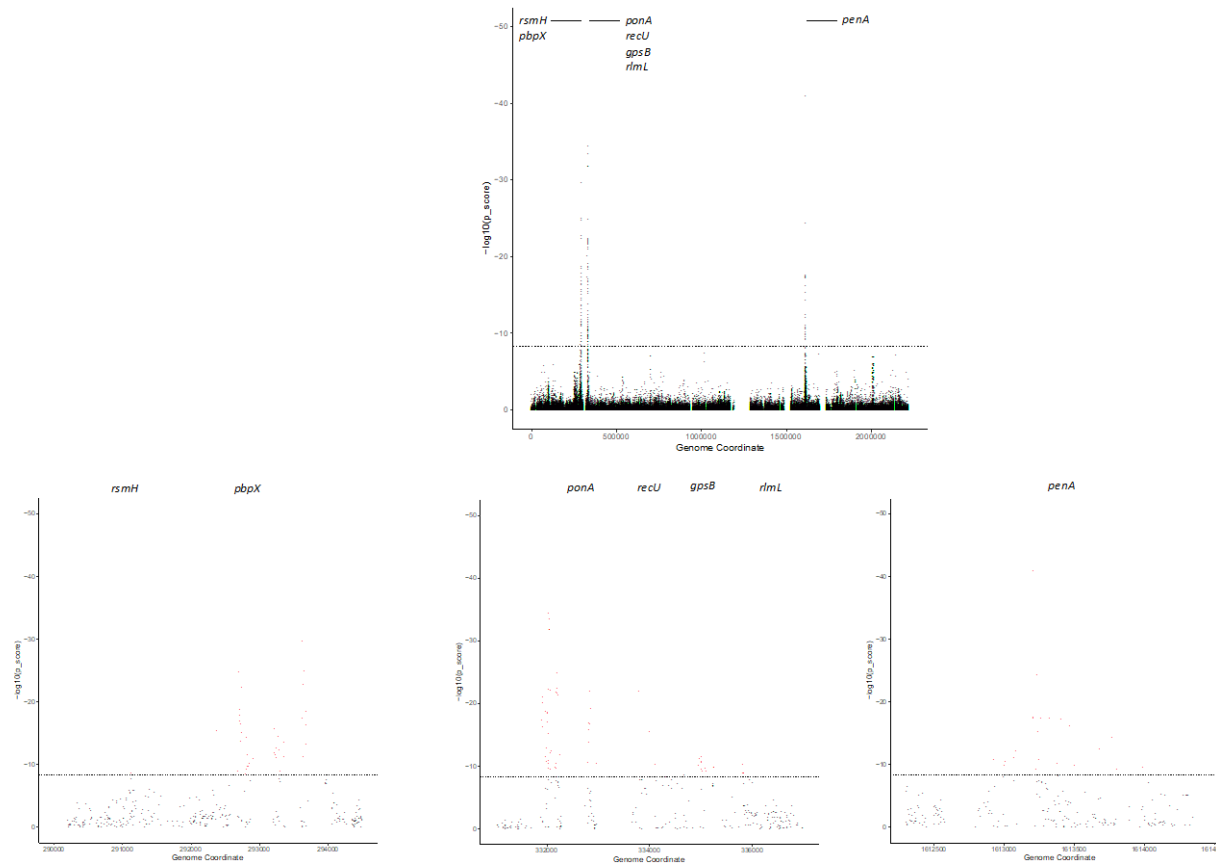 rsmH
pbpX
ponA
recU
gpsB
rlmL
penA
−50
−40
−30
−20
−10
0
−log10(p_score)
0 500000 1000000 1500000 2000000
Genome Coordinate
rsmH pbpX
−50
−40
−30
−20
−10
0
−log10(p_score)
290000 291000 292000 293000 294000
Genome Coordinate
ponA recU gpsB rlmL
−50
−40
−30
−20
−10
0
−log10(p_score)
332000 334000 336000
Genome Coordinate
penA
−50
−40
−30
−20
−10
0
−log10(p_score)
1612500 1613000 1613500 1614000
Genome Coordinate